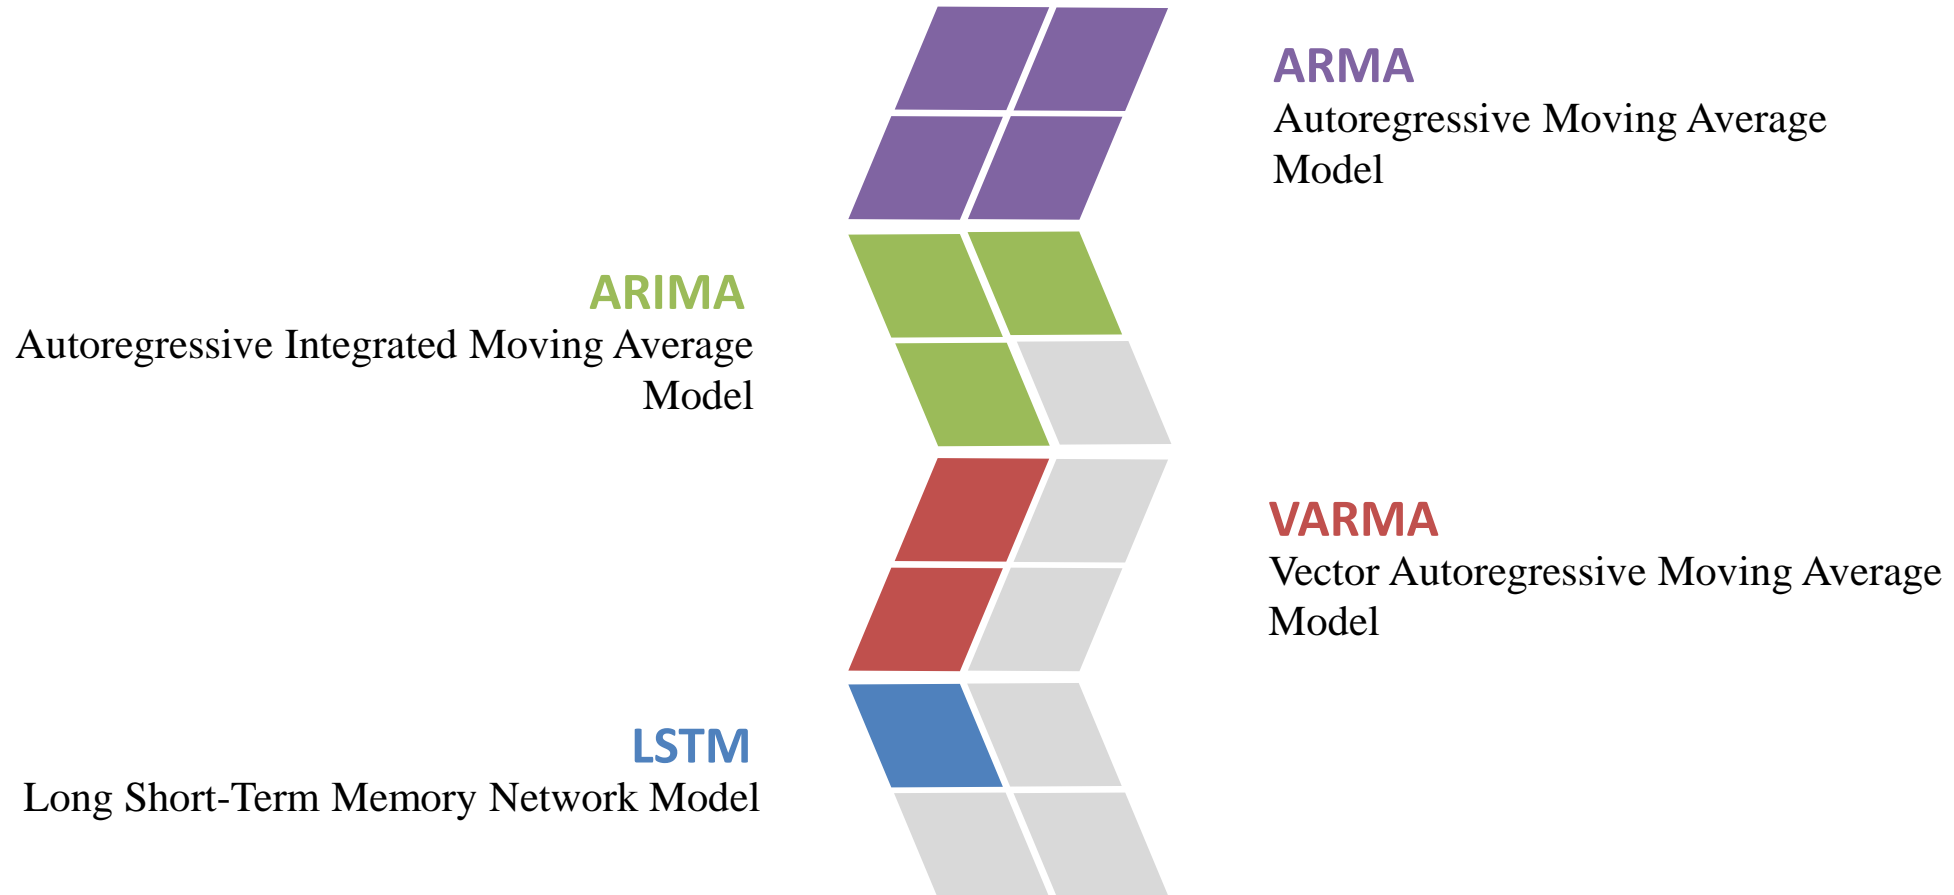 ARMA
Autoregressive Moving Average
Model
ARIMA
Autoregressive Integrated Moving Average
Model
VARMA
Vector Autoregressive Moving Average
Model
LSTM
Long Short-Term Memory Network Model